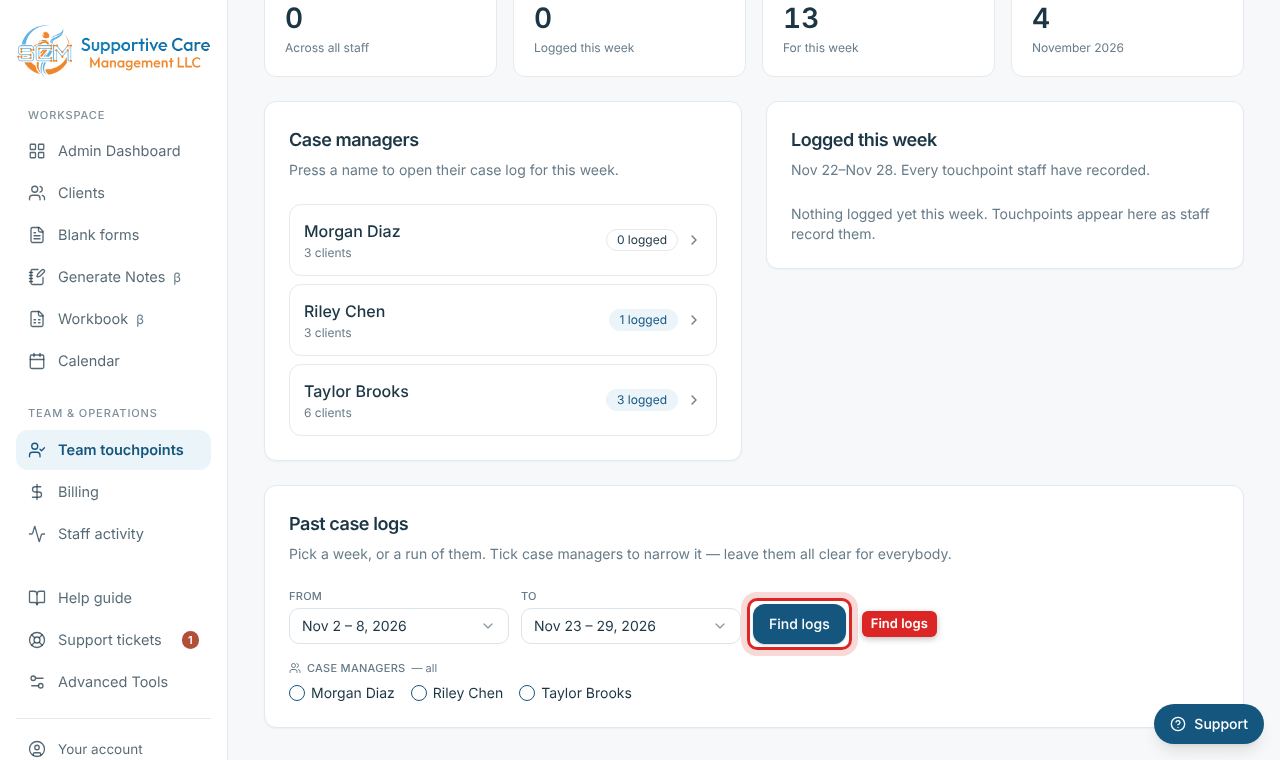 SCM
Supportive Care
Management LLC
WORKSPACE
Admin Dashboard
Clients
Blank forms
Generate Notes β
Workbook β
Calendar
TEAM & OPERATIONS
Team touchpoints
Billing
Staff activity
Help guide
Support tickets 1
Advanced Tools
Your account
0
Across all staff
0
Logged this week
13
For this week
4
November 2026
Case managers
Press a name to open their case log for this week.
Morgan Diaz
3 clients
0 logged
Riley Chen
3 clients
1 logged
Taylor Brooks
6 clients
3 logged
Logged this week
Nov 22–Nov 28. Every touchpoint staff have recorded.
Nothing logged yet this week. Touchpoints appear here as staff
record them.
Past case logs
Pick a week, or a run of them. Tick case managers to narrow it — leave them all clear for everybody.
FROM
Nov 2 – 8, 2026
TO
Nov 23 – 29, 2026
Find logs
Find logs
CASE MANAGERS — all
Morgan Diaz
Riley Chen
Taylor Brooks
Support